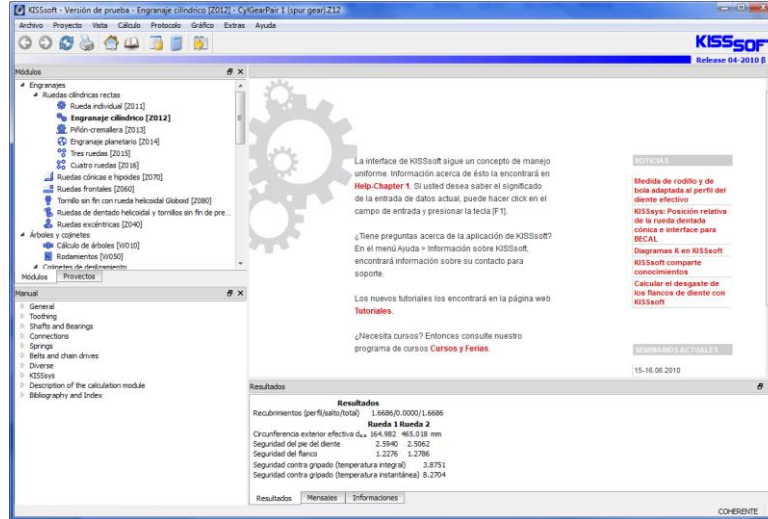 KISSsoft - Versión de prueba - Engranaje cilíndrico [Z012] - CylGearPair 1 (spur gear).Z12
Archivo Proyecto Vista Cálculo Protocolo Gráfico Extras Ayuda
KISSsoft
Release 04-2010 β
Módulos
Engranajes
Ruedas cilíndricas rectas
Rueda individual [Z011]
Engranaje cilíndrico [Z012]
Piñón-cremallera [Z013]
Engranaje planetario [Z014]
Tres ruedas [Z015]
Cuatro ruedas [Z016]
Ruedas cónicas e hipoides [Z070]
Ruedas frontales [Z060]
Tornillo sin fin con rueda helicoidal Globoid [Z080]
Ruedas de dentado helicoidal y tornillos sin fin de pre...
Ruedas excéntricas [Z040]
Árboles y cojinetes
Cálculo de árboles [W010]
Rodamientos [W050]
Cojinetes de deslizamiento
Módulos Proyectos
Manual
General
Toothing
Shafts and Bearings
Connections
Springs
Belts and chain drives
Diverse
KISSsys
Description of the calculation module
Bibliography and Index
La interface de KISSsoft sigue un concepto de manejo
uniforme. Información acerca de ésto la encontrará en
Help-Chapter 1. Si usted desea saber el significado
de la entrada de datos actual, puede hacer click en el
campo de entrada y presionar la tecla [F1].
¿Tiene preguntas acerca de la aplicación de KISSsoft?
En el menú Ayuda > Información sobre KISSsoft,
encontrará información sobre su contacto para
soporte.
Los nuevos tutoriales los encontrará en la página web
Tutoriales.
¿Necesita cursos? Entonces consulte nuestro
programa de cursos Cursos y Ferias.
NOTICIAS
Medida de rodillo y de
bola adaptada al perfil del
diente efectivo
KISSsys: Posición relativa
de la rueda dentada
cónica e interface para
BECAL
Diagramas K en KISSsoft
KISSsoft comparte
conocimientos
Calcular el desgaste de
los flancos de diente con
KISSsoft
SEMINARIOS ACTUALES
15-16.06.2010
Resultados
Resultados
Recubrimientos (perfil/salto/total) 1.6686/0.0000/1.6686
Rueda 1 Rueda 2
Circunferencia exterior efectiva d 164.982 465.018 mm
Seguridad del pie del diente 2.5940 2.5062
Seguridad del flanco 1.2276 1.2786
Seguridad contra gripado (temperatura integral) 3.8751
Seguridad contra gripado (temperatura instantánea) 8.2704
Resultados Mensales Informaciones
COHERENTE